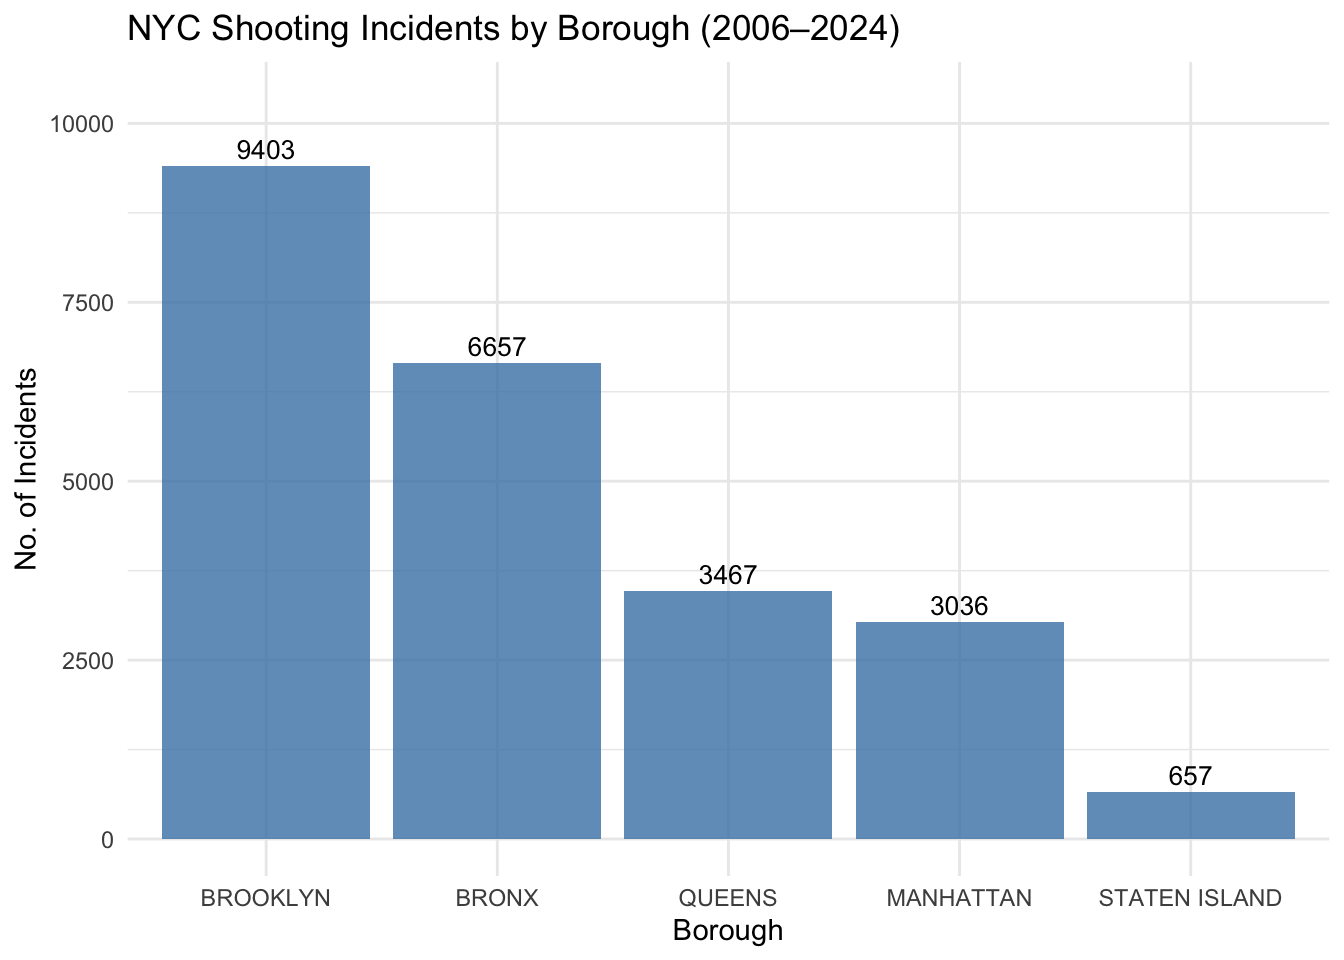 NYC Shooting Incidents by Borough (2006–2024)
No. of Incidents
10000
7500
5000
2500
0
9403
6657
3467
3036
657
BROOKLYN
BRONX
QUEENS
MANHATTAN
STATEN ISLAND
Borough